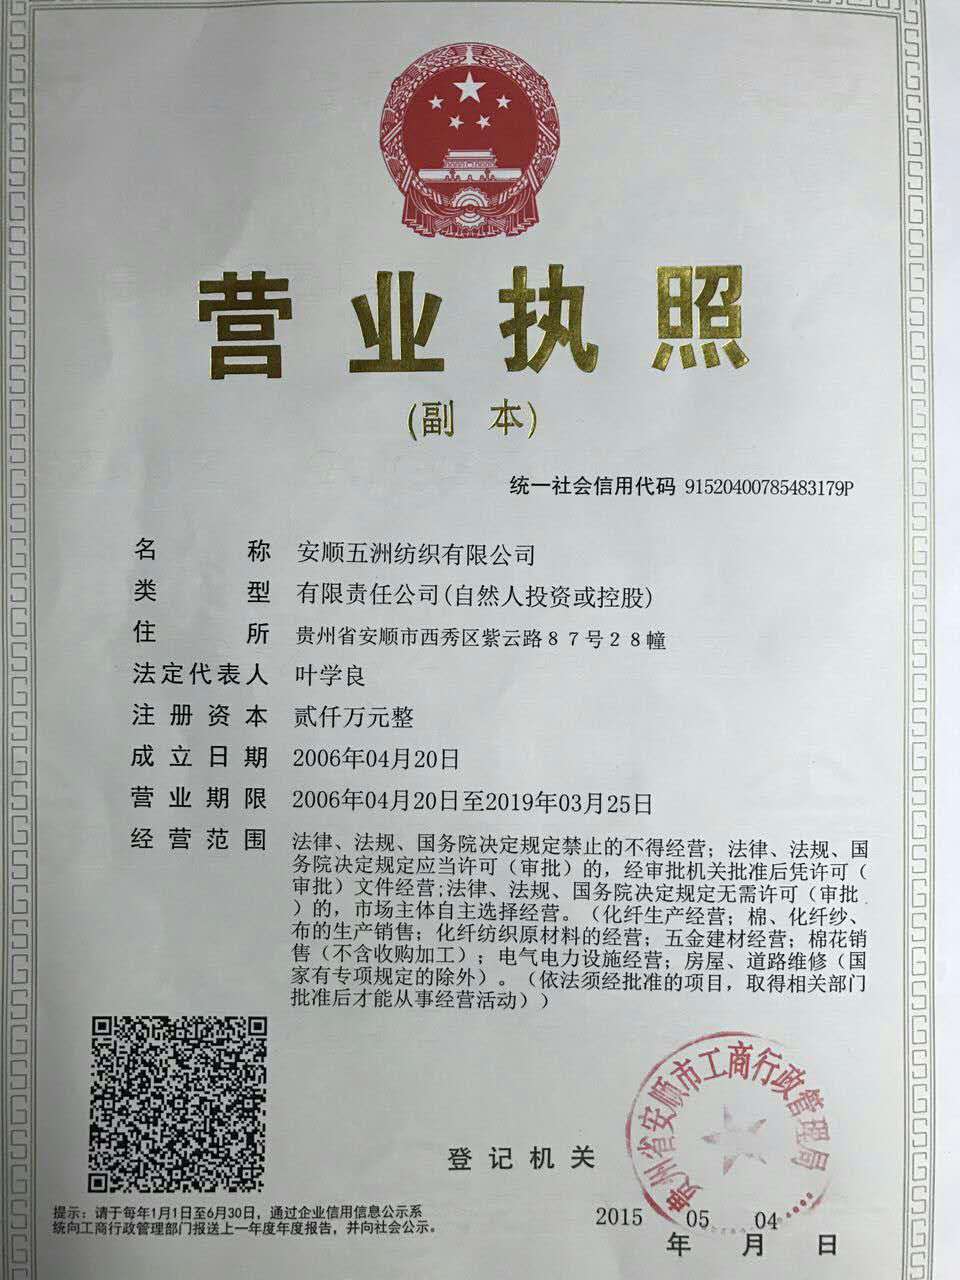 营业执照
(副 本)
统一社会信用代码 91520400785483179P
名 称 安顺五洲纺织有限公司
类 型 有限责任公司(自然人投资或控股)
住 所 贵州省安顺市西秀区紫云路87号28幢
法定代表人 叶学良
注册资本 贰仟万元整
成立日期 2006年04月20日
营业期限 2006年04月20日至2019年03月25日
经营范围 法律、法规、国务院决定规定禁止的不得经营；法律、法规、国
务院决定规定应当许可（审批）的，经审批机关批准后凭许可（
审批）文件经营;法律、法规、国务院决定规定无需许可（审批
）的，市场主体自主选择经营。（化纤生产经营；棉、化纤纱、
布的生产销售；化纤纺织原材料的经营；五金建材经营；棉花销
售（不含收购加工）；电气电力设施经营；房屋、道路维修（国
家有专项规定的除外）。（依法须经批准的项目，取得相关部门
批准后才能从事经营活动））
贵州省安顺市工商行政管理局
登记机关
提示：请于每年1月1日至6月30日，通过企业信用信息公示系
统向工商行政管理部门报送上一年度年度报告，并向社会公示。
2015 05 04
年 月 日